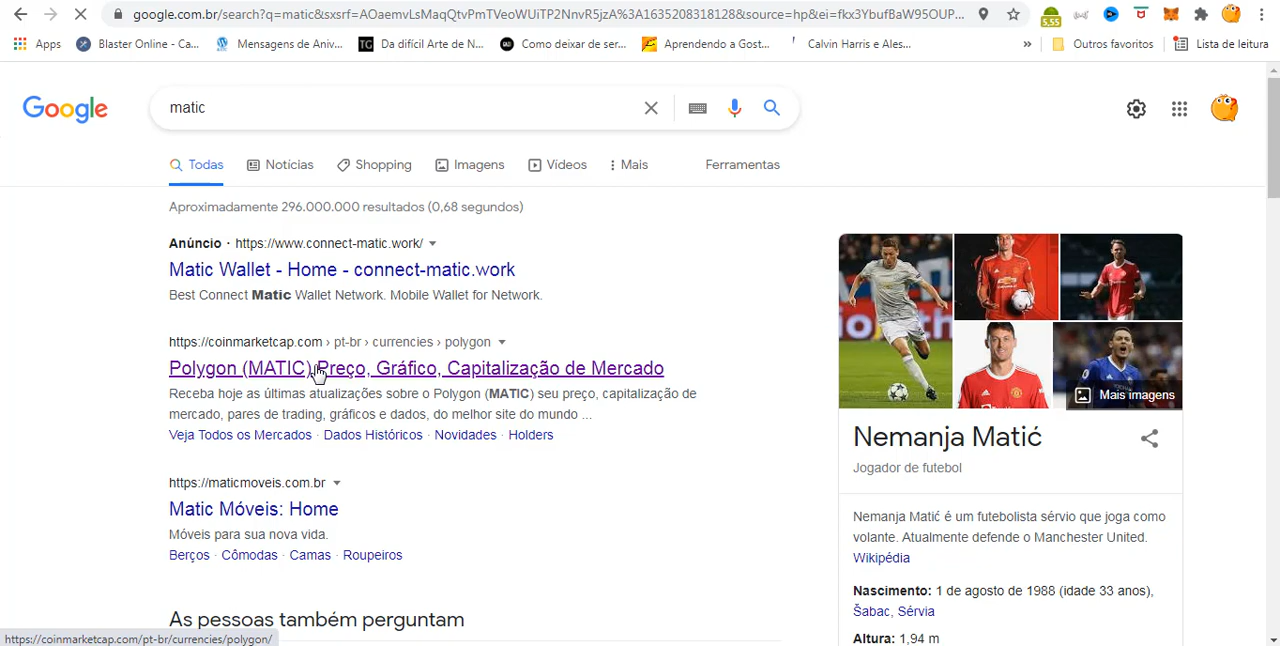 google.com.br/search?q=matic&sxsrf=AOaemvLsMaqQtvPmTVeoWUiTP2NnvR5jzA%3A1635208318128&source=hp&ei=fkx3YbufBaW95OUP...
5.55
Apps
Blaster Online - Ca...
Mensagens de Aniv...
TG
Da difícil Arte de N...
Como deixar de ser...
Aprendendo a Gost...
Calvin Harris e Ales...
»
Outros favoritos
Lista de leitura
Google
matic
Todas
Notícias
Shopping
Imagens
Vídeos
Mais
Ferramentas
Aproximadamente 296.000.000 resultados (0,68 segundos)
Anúncio · https://www.connect-matic.work/
Matic Wallet - Home - connect-matic.work
Best Connect Matic Wallet Network. Mobile Wallet for Network.
https://coinmarketcap.com › pt-br › currencies › polygon
Polygon (MATIC) Preço, Gráfico, Capitalização de Mercado
Receba hoje as últimas atualizações sobre o Polygon (MATIC) seu preço, capitalização de
mercado, pares de trading, gráficos e dados, do melhor site do mundo ...
Veja Todos os Mercados · Dados Históricos · Novidades · Holders
https://maticmoveis.com.br
Matic Móveis: Home
Móveis para sua nova vida.
Berços · Cômodas · Camas · Roupeiros
As pessoas também perguntam
https://coinmarketcap.com/pt-br/currencies/polygon/
Mais imagens
Nemanja Matić
Jogador de futebol
Nemanja Matić é um futebolista sérvio que joga como
volante. Atualmente defende o Manchester United.
Wikipédia
Nascimento: 1 de agosto de 1988 (idade 33 anos),
Šabac, Sérvia
Altura: 1,94 m